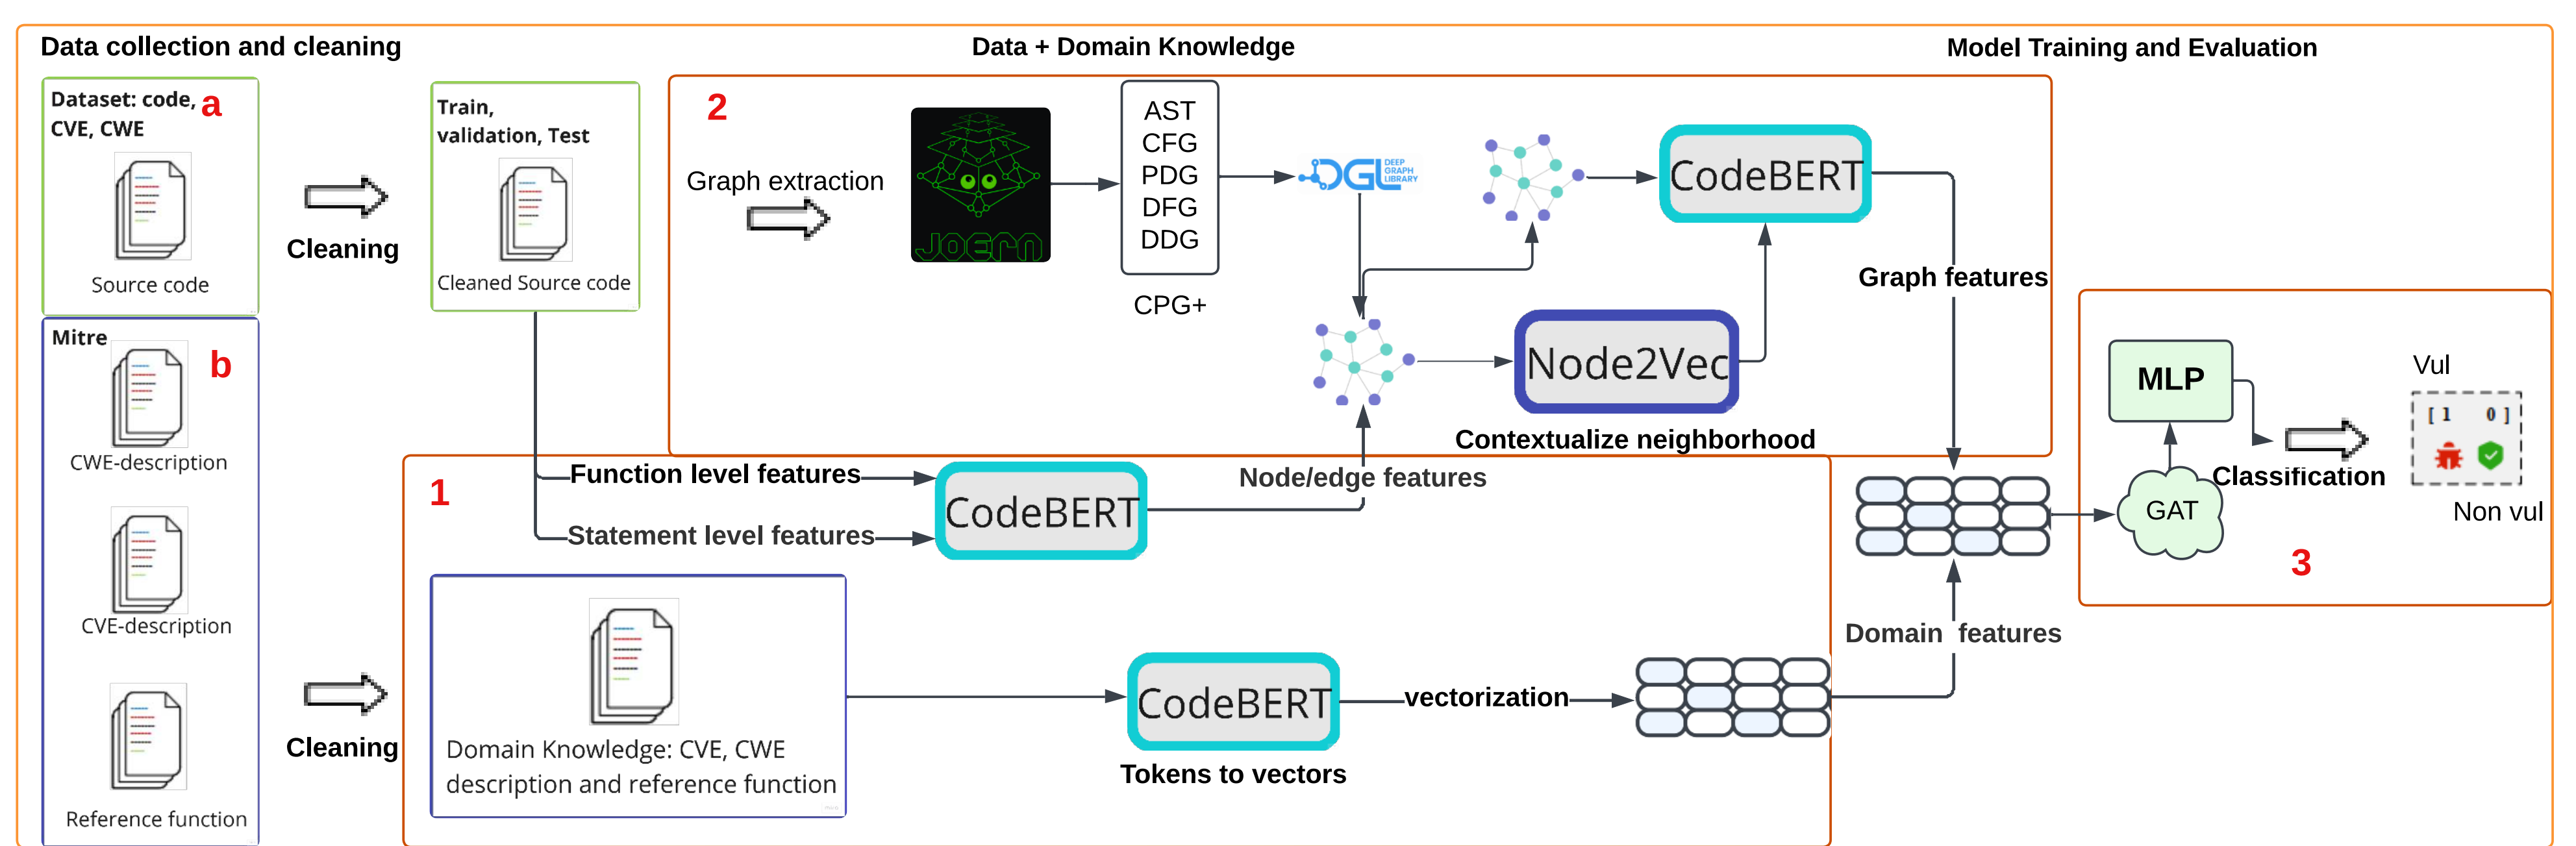 Data collection and cleaning
Data + Domain Knowledge
Model Training and Evaluation
Dataset: code,
CVE, CWE
a
Source code
Cleaning
Train,
validation, Test
Cleaned Source code
Mitre
b
CWE-description
CVE-description
Reference function
Cleaning
2
Graph extraction
JOERN
AST
CFG
PDG
DFG
DDG
CPG+
DGL
DEEP
GRAPH
LIBRARY
CodeBERT
Node2Vec
Contextualize neighborhood
Graph features
1
Function level features
Statement level features
CodeBERT
Node/edge features
Domain Knowledge: CVE, CWE
description and reference function
CodeBERT
Tokens to vectors
vectorization
Domain features
MLP
GAT
3
Classification
Vul
[ 1 0 ]
Non vul